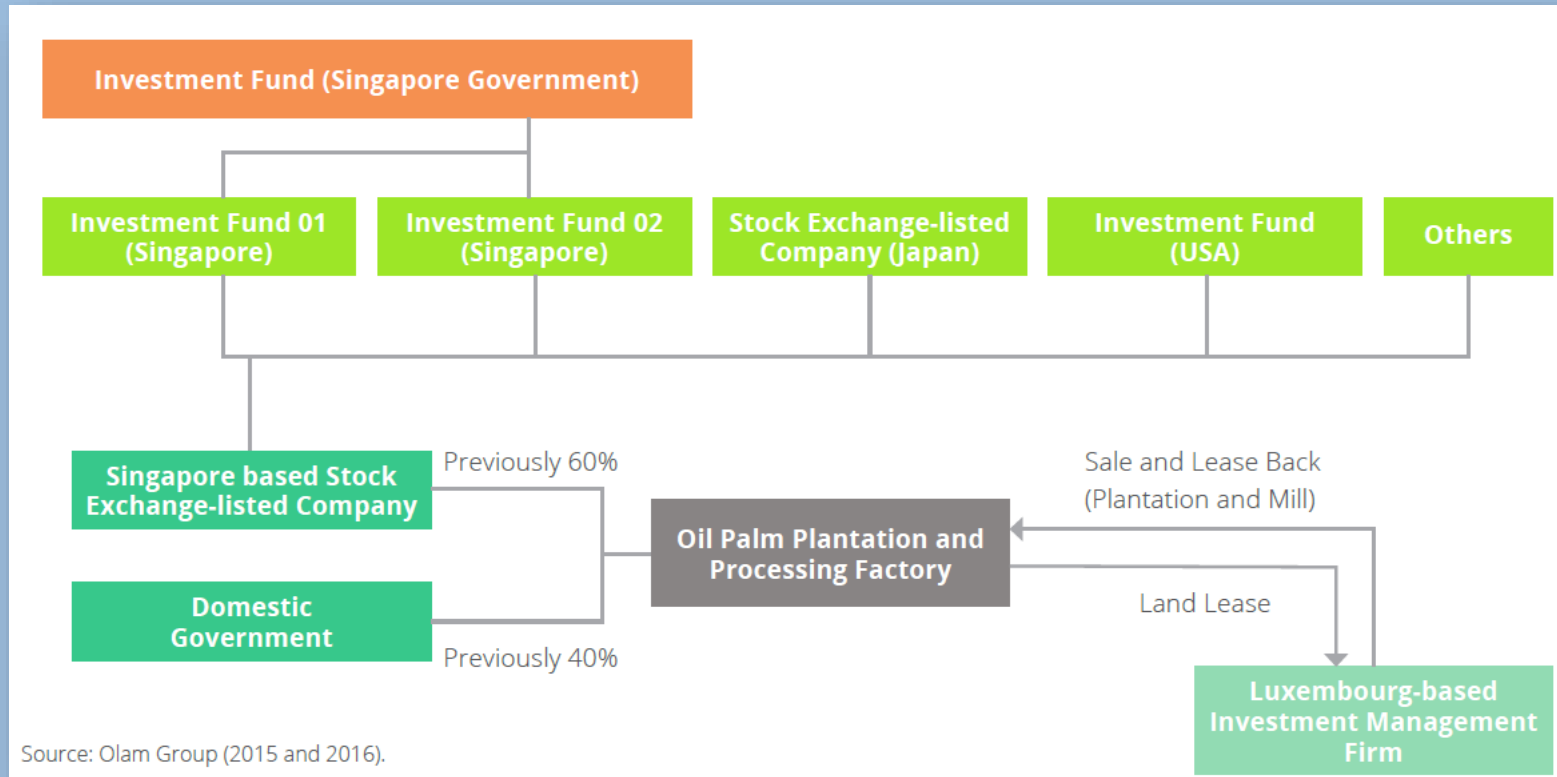 Investment Fund (Singapore Government)
Investment Fund 01
(Singapore)
Investment Fund 02
(Singapore)
Stock Exchange-listed
Company (Japan)
Investment Fund
(USA)
Others
Singapore based Stock
Exchange-listed Company
Previously 60%
Domestic
Government
Previously 40%
Oil Palm Plantation and
Processing Factory
Sale and Lease Back
(Plantation and Mill)
Land Lease
Luxembourg-based
Investment Management
Firm
Source: Olam Group (2015 and 2016).